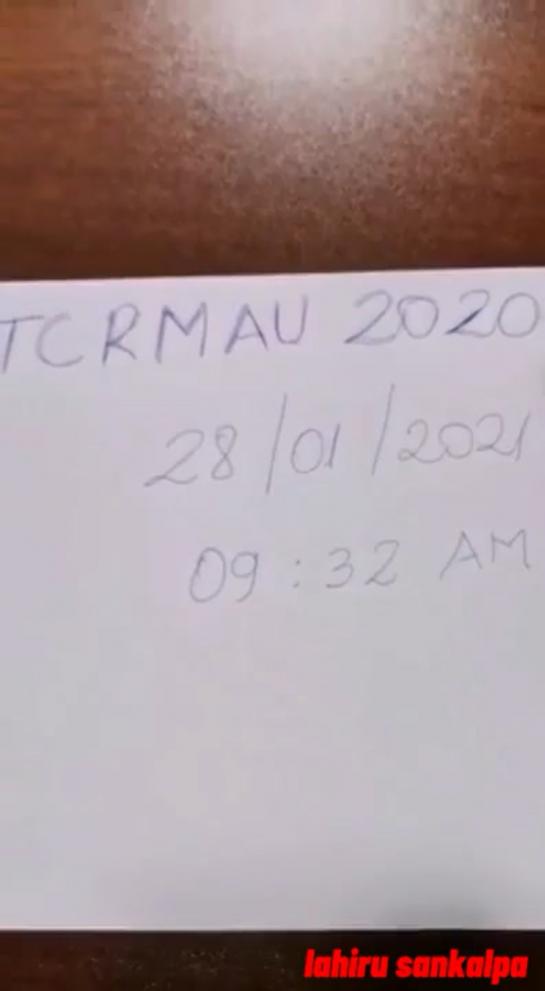 TCRMAU 2020
28/01/2021
09:32 AM
lahiru sankalpa